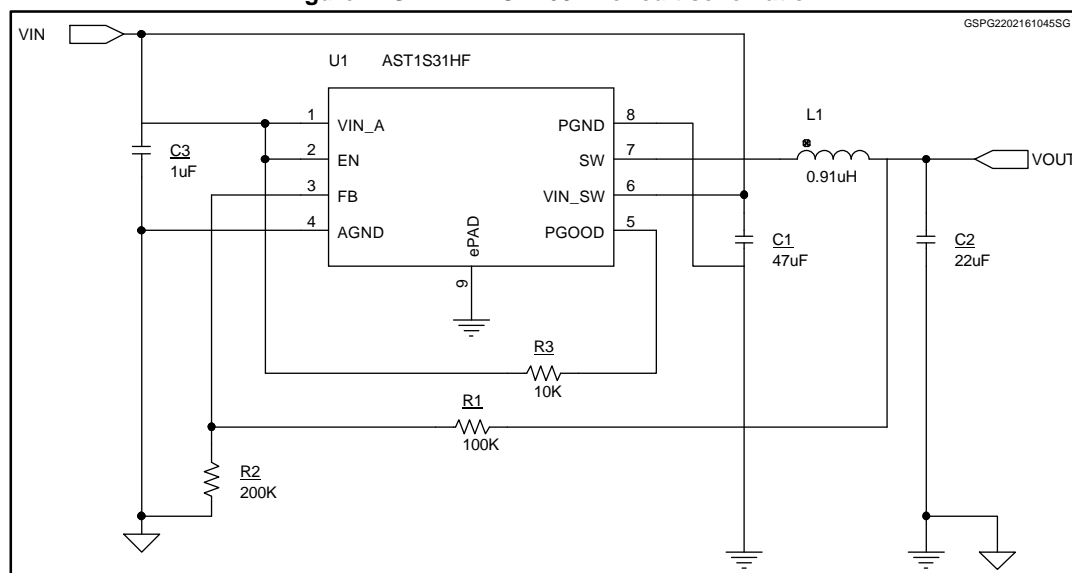 GSPG2202161045SG
VIN
U1 AST1S31HF
L1
1 VIN_A
PGND 8
C3
1uF
2 EN
SW 7
0.91uH
VOUT
3 FB
VIN_SW 6
4 AGND
PGOOD 5
ePAD
9
C1
47uF
C2
22uF
R3
10K
R1
100K
R2
200K